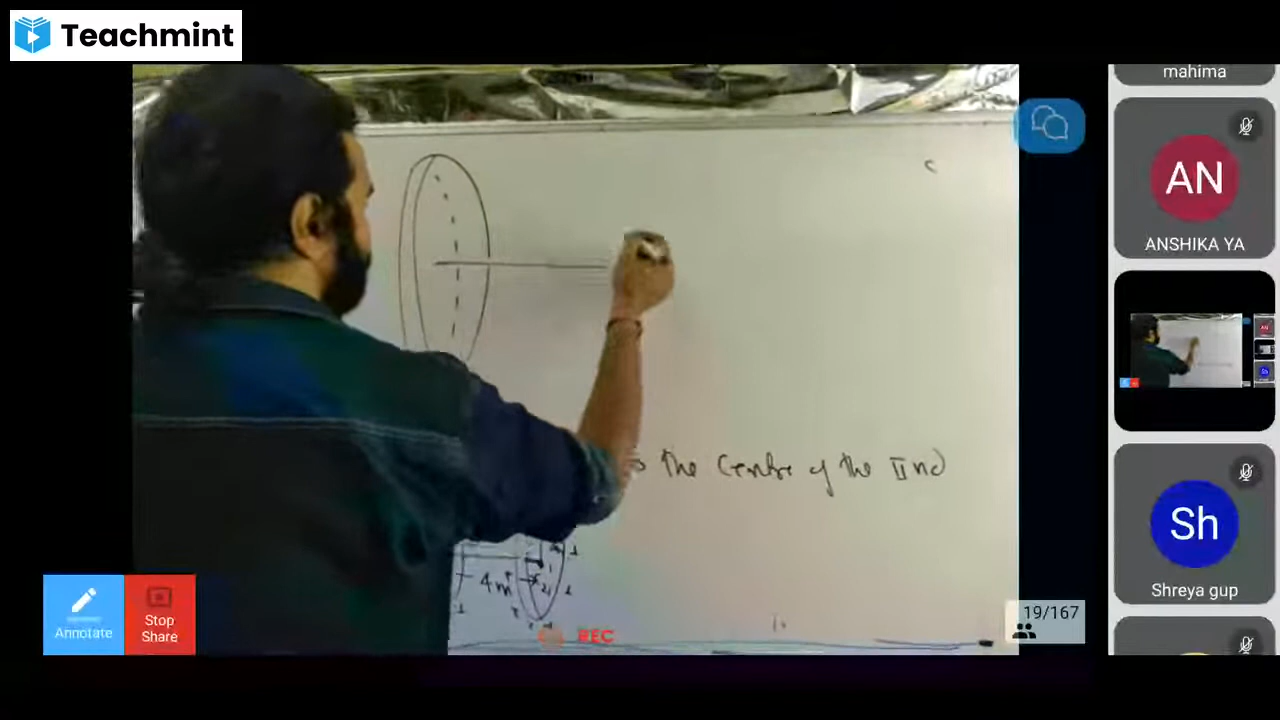 Teachmint
mahima
AN
ANSHIKA YA
the Centre of the IInd
4m
Sh
Shreya gup
Annotate
Stop
Share
REC
19/167